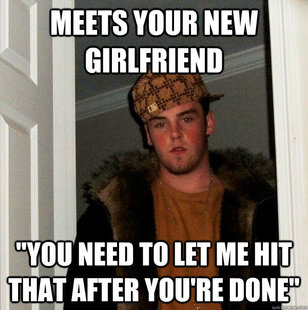 MEETS YOUR NEW
GIRLFRIEND
"YOU NEED TO LET ME HIT
THAT AFTER YOU'RE DONE"